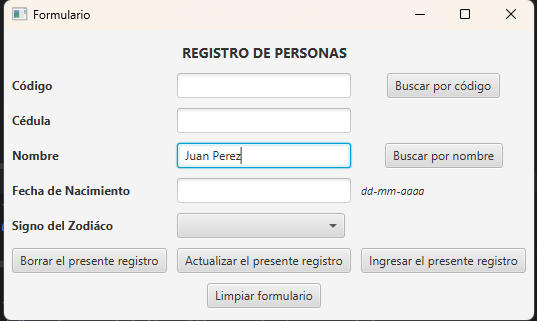 Formulario
REGISTRO DE PERSONAS
Código Buscar por código
Cédula
Nombre Juan Perez Buscar por nombre
Fecha de Nacimiento dd-mm-aaaa
Signo del Zodiáco
Borrar el presente registro Actualizar el presente registro Ingresar el presente registro
Limpiar formulario